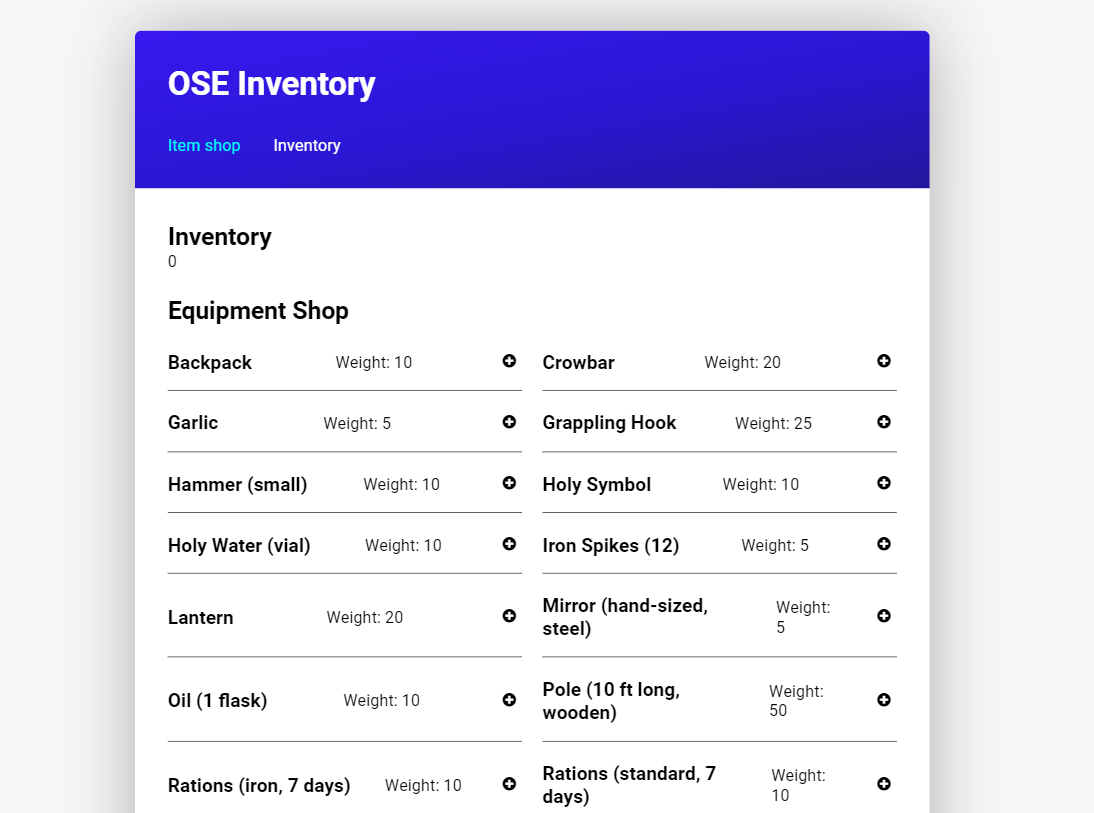 OSE Inventory
Item shop Inventory
Inventory
0
Equipment Shop
Backpack Weight: 10
Crowbar Weight: 20
Garlic Weight: 5
Grappling Hook Weight: 25
Hammer (small) Weight: 10
Holy Symbol Weight: 10
Holy Water (vial) Weight: 10
Iron Spikes (12) Weight: 5
Lantern Weight: 20
Mirror (hand-sized,
steel)
Weight:
5
Oil (1 flask) Weight: 10
Pole (10 ft long,
wooden)
Weight:
50
Rations (iron, 7 days) Weight: 10
Rations (standard, 7
days)
Weight:
10